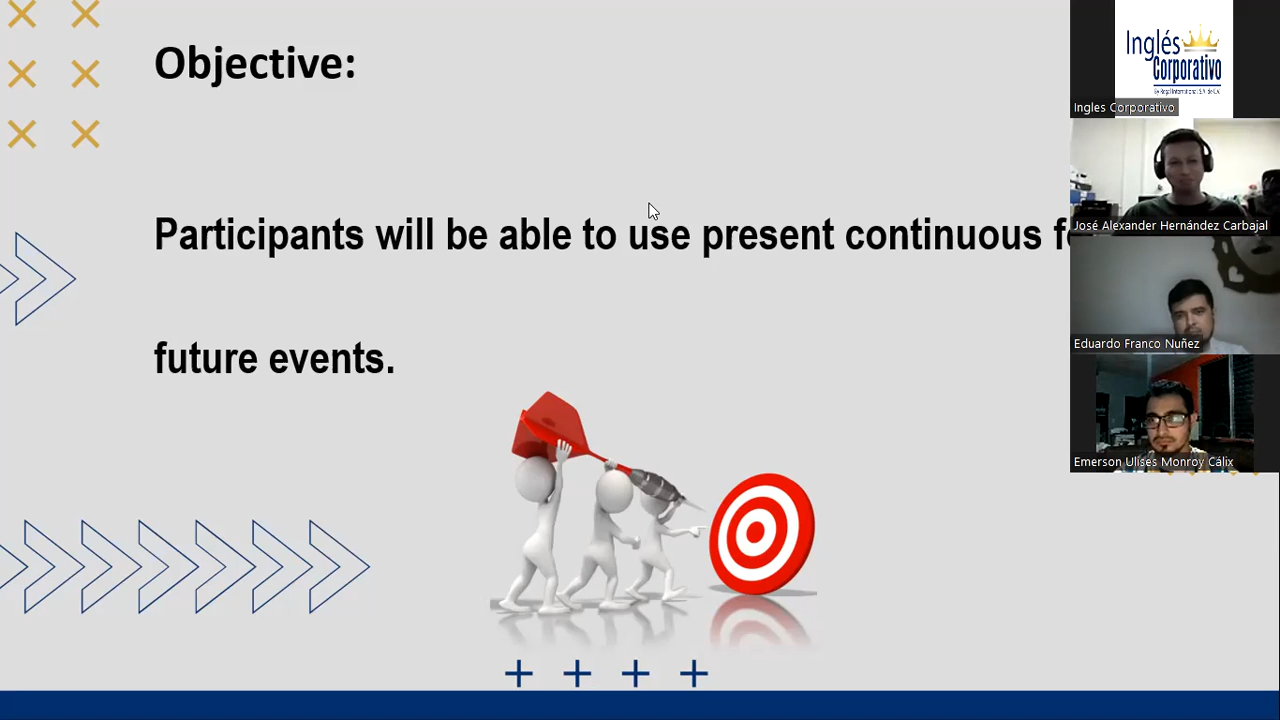 Objective:
Participants will be able to use present continuous
future events.
Inglés
Corporativo
Ingles Corporativo
José Alexander Hernández Carbajal
Eduardo Franco Nuñez
Emerson Ulises Monroy Cálix